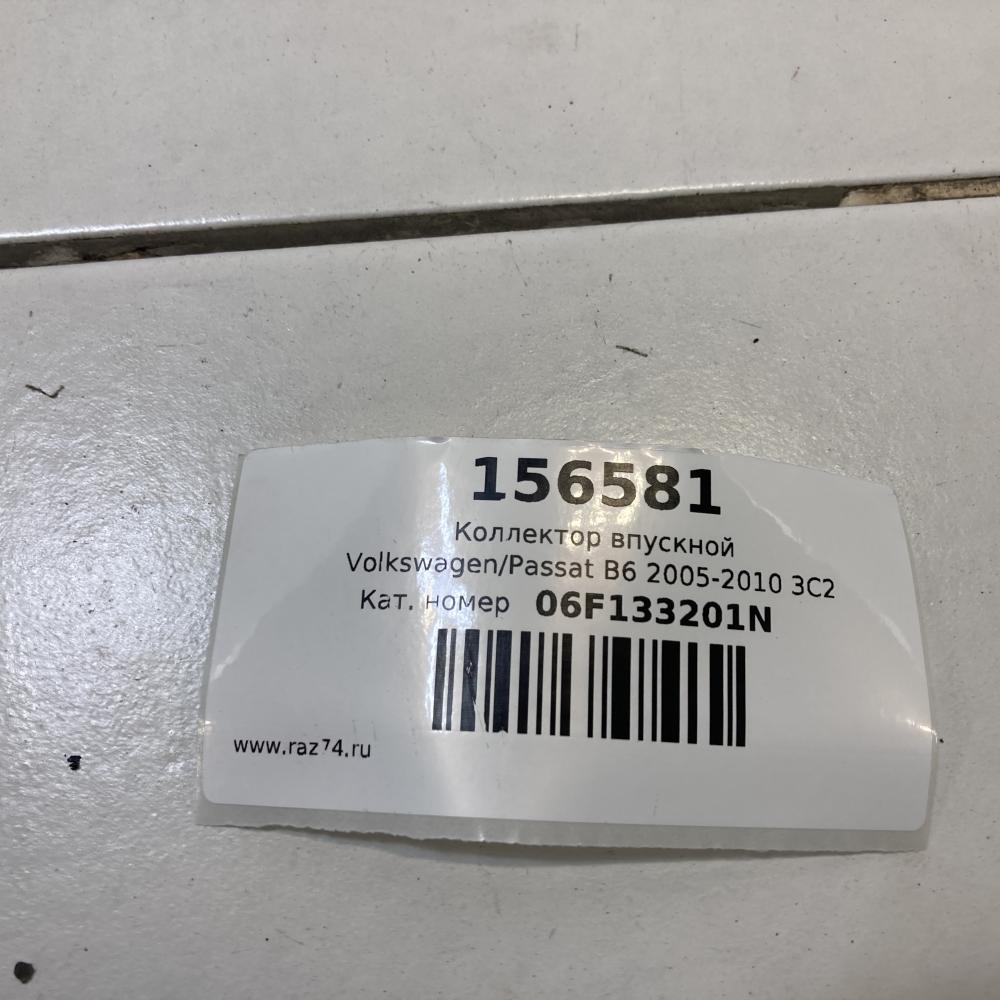 156581
Коллектор впускной
Volkswagen/Passat B6 2005-2010 3C2
Кат. номер 06F133201N
www.raz74.ru